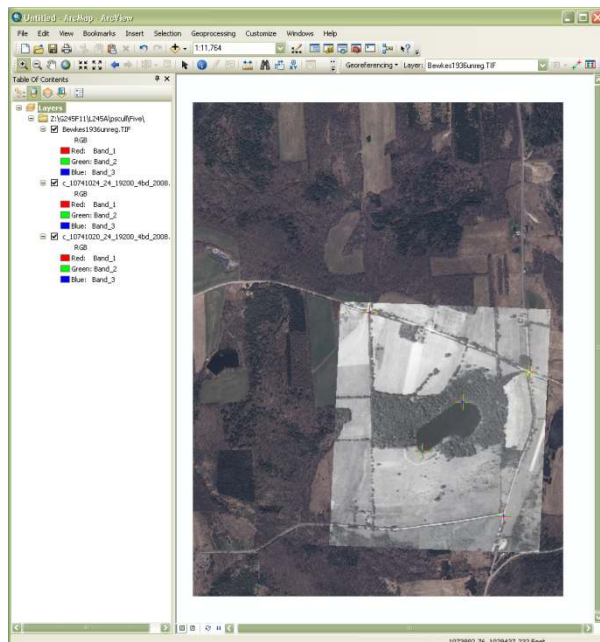 Untitled - ArcMap - ArcView
File Edit View Bookmarks Insert Selection Geoprocessing Customize Windows Help
1:11,764
Georeferencing Layer: Bewkes1936unreg.TIF
Table Of Contents
Layers
Z:\G245F11\L245A\pscull\Five\
Bewkes1936unreg.TIF
RGB
Red: Band_1
Green: Band_2
Blue: Band_3
c_10741024_24_19200_4bd_2008.
RGB
Red: Band_1
Green: Band_2
Blue: Band_3
c_10741020_24_19200_4bd_2008.
RGB
Red: Band_1
Green: Band_2
Blue: Band_3